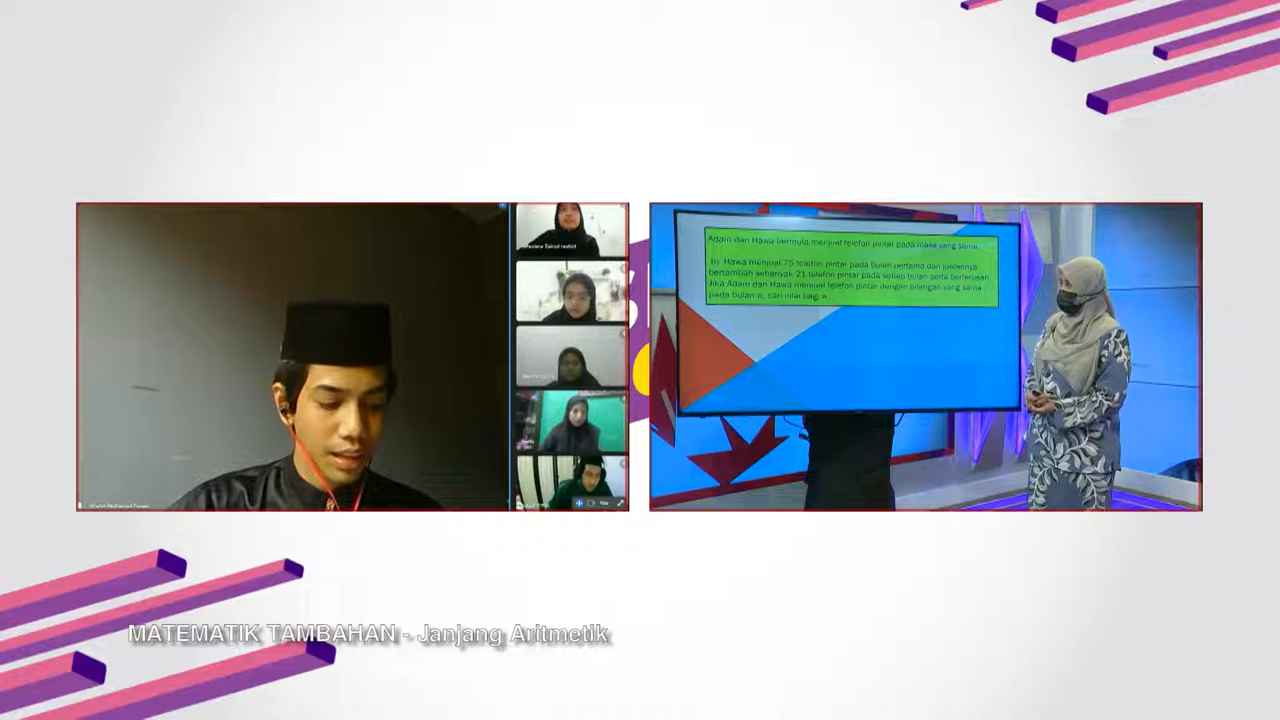 Adam dan Hawa bermula menjual telefon pintar pada masa yang sama.
b) Hawa menjual 75 telefon pintar pada bulan pertama dan jualannya
bertambah sebanyak 21 telefon pintar pada setiap bulan serta berterusan.
Jika Adam dan Hawa menjual telefon pintar dengan bilangan yang sama
pada bulan w, cari nilai bagi w.
MATEMATIK TAMBAHAN - Janjang Aritmetik